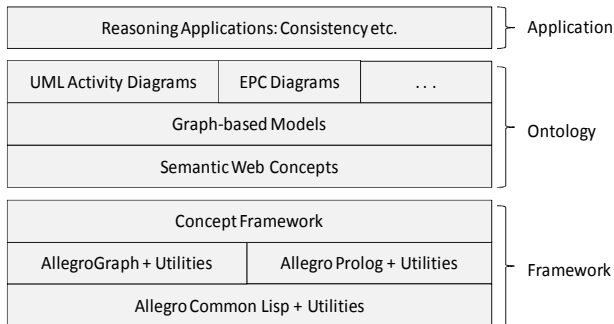 Reasoning Applications: Consistency etc.
Application
UML Activity Diagrams
EPC Diagrams
. . .
Graph-based Models
Ontology
Semantic Web Concepts
Concept Framework
AllegroGraph + Utilities
Allegro Prolog + Utilities
Framework
Allegro Common Lisp + Utilities